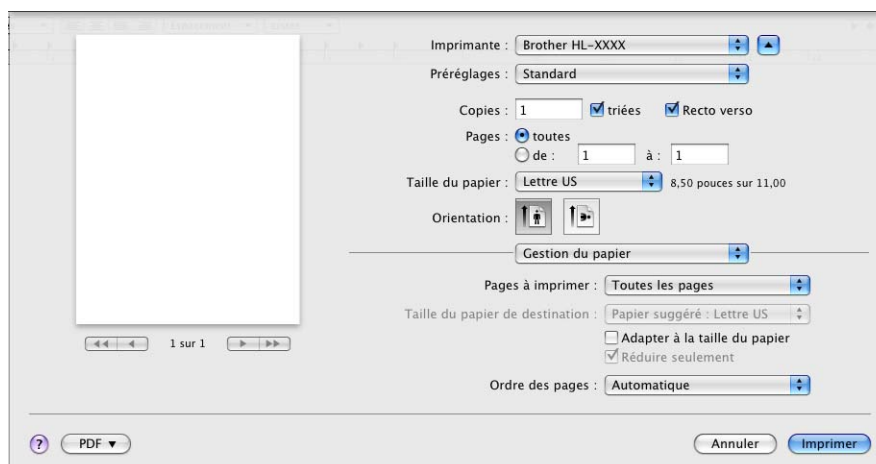 Imprimante : Brother HL-XXXX
Préréglages : Standard
Copies : 1 triées Recto verso
Pages : toutes
de : 1 à : 1
Taille du papier : Lettre US 8,50 pouces sur 11,00
Orientation :
Gestion du papier
Pages à imprimer : Toutes les pages
Taille du papier de destination : Papier suggéré : Lettre US
Adapter à la taille du papier
Réduire seulement
Ordre des pages : Automatique
1 sur 1
? PDF ▼ Annuler Imprimer